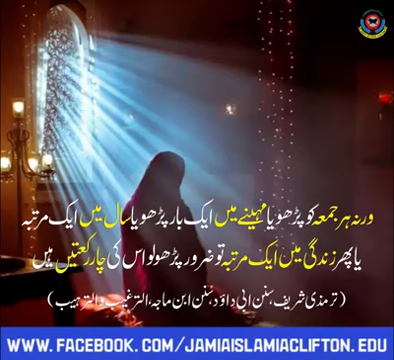 ورنہ ہر جمعہ کو پڑھو یا مہینے میں ایک بار پڑھو یا سال میں ایک مرتبہ
یا پھر زندگی میں ایک مرتبہ تو ضرور پڑھو لو اس کی چار رکعتیں ہیں
(ترمذی شریف، سنن ابی داؤد، سنن ابن ماجہ، الترغیب والترہیب)
WWW.FACEBOOK.COM/JAMIAISLAMIACLIFTON.EDU